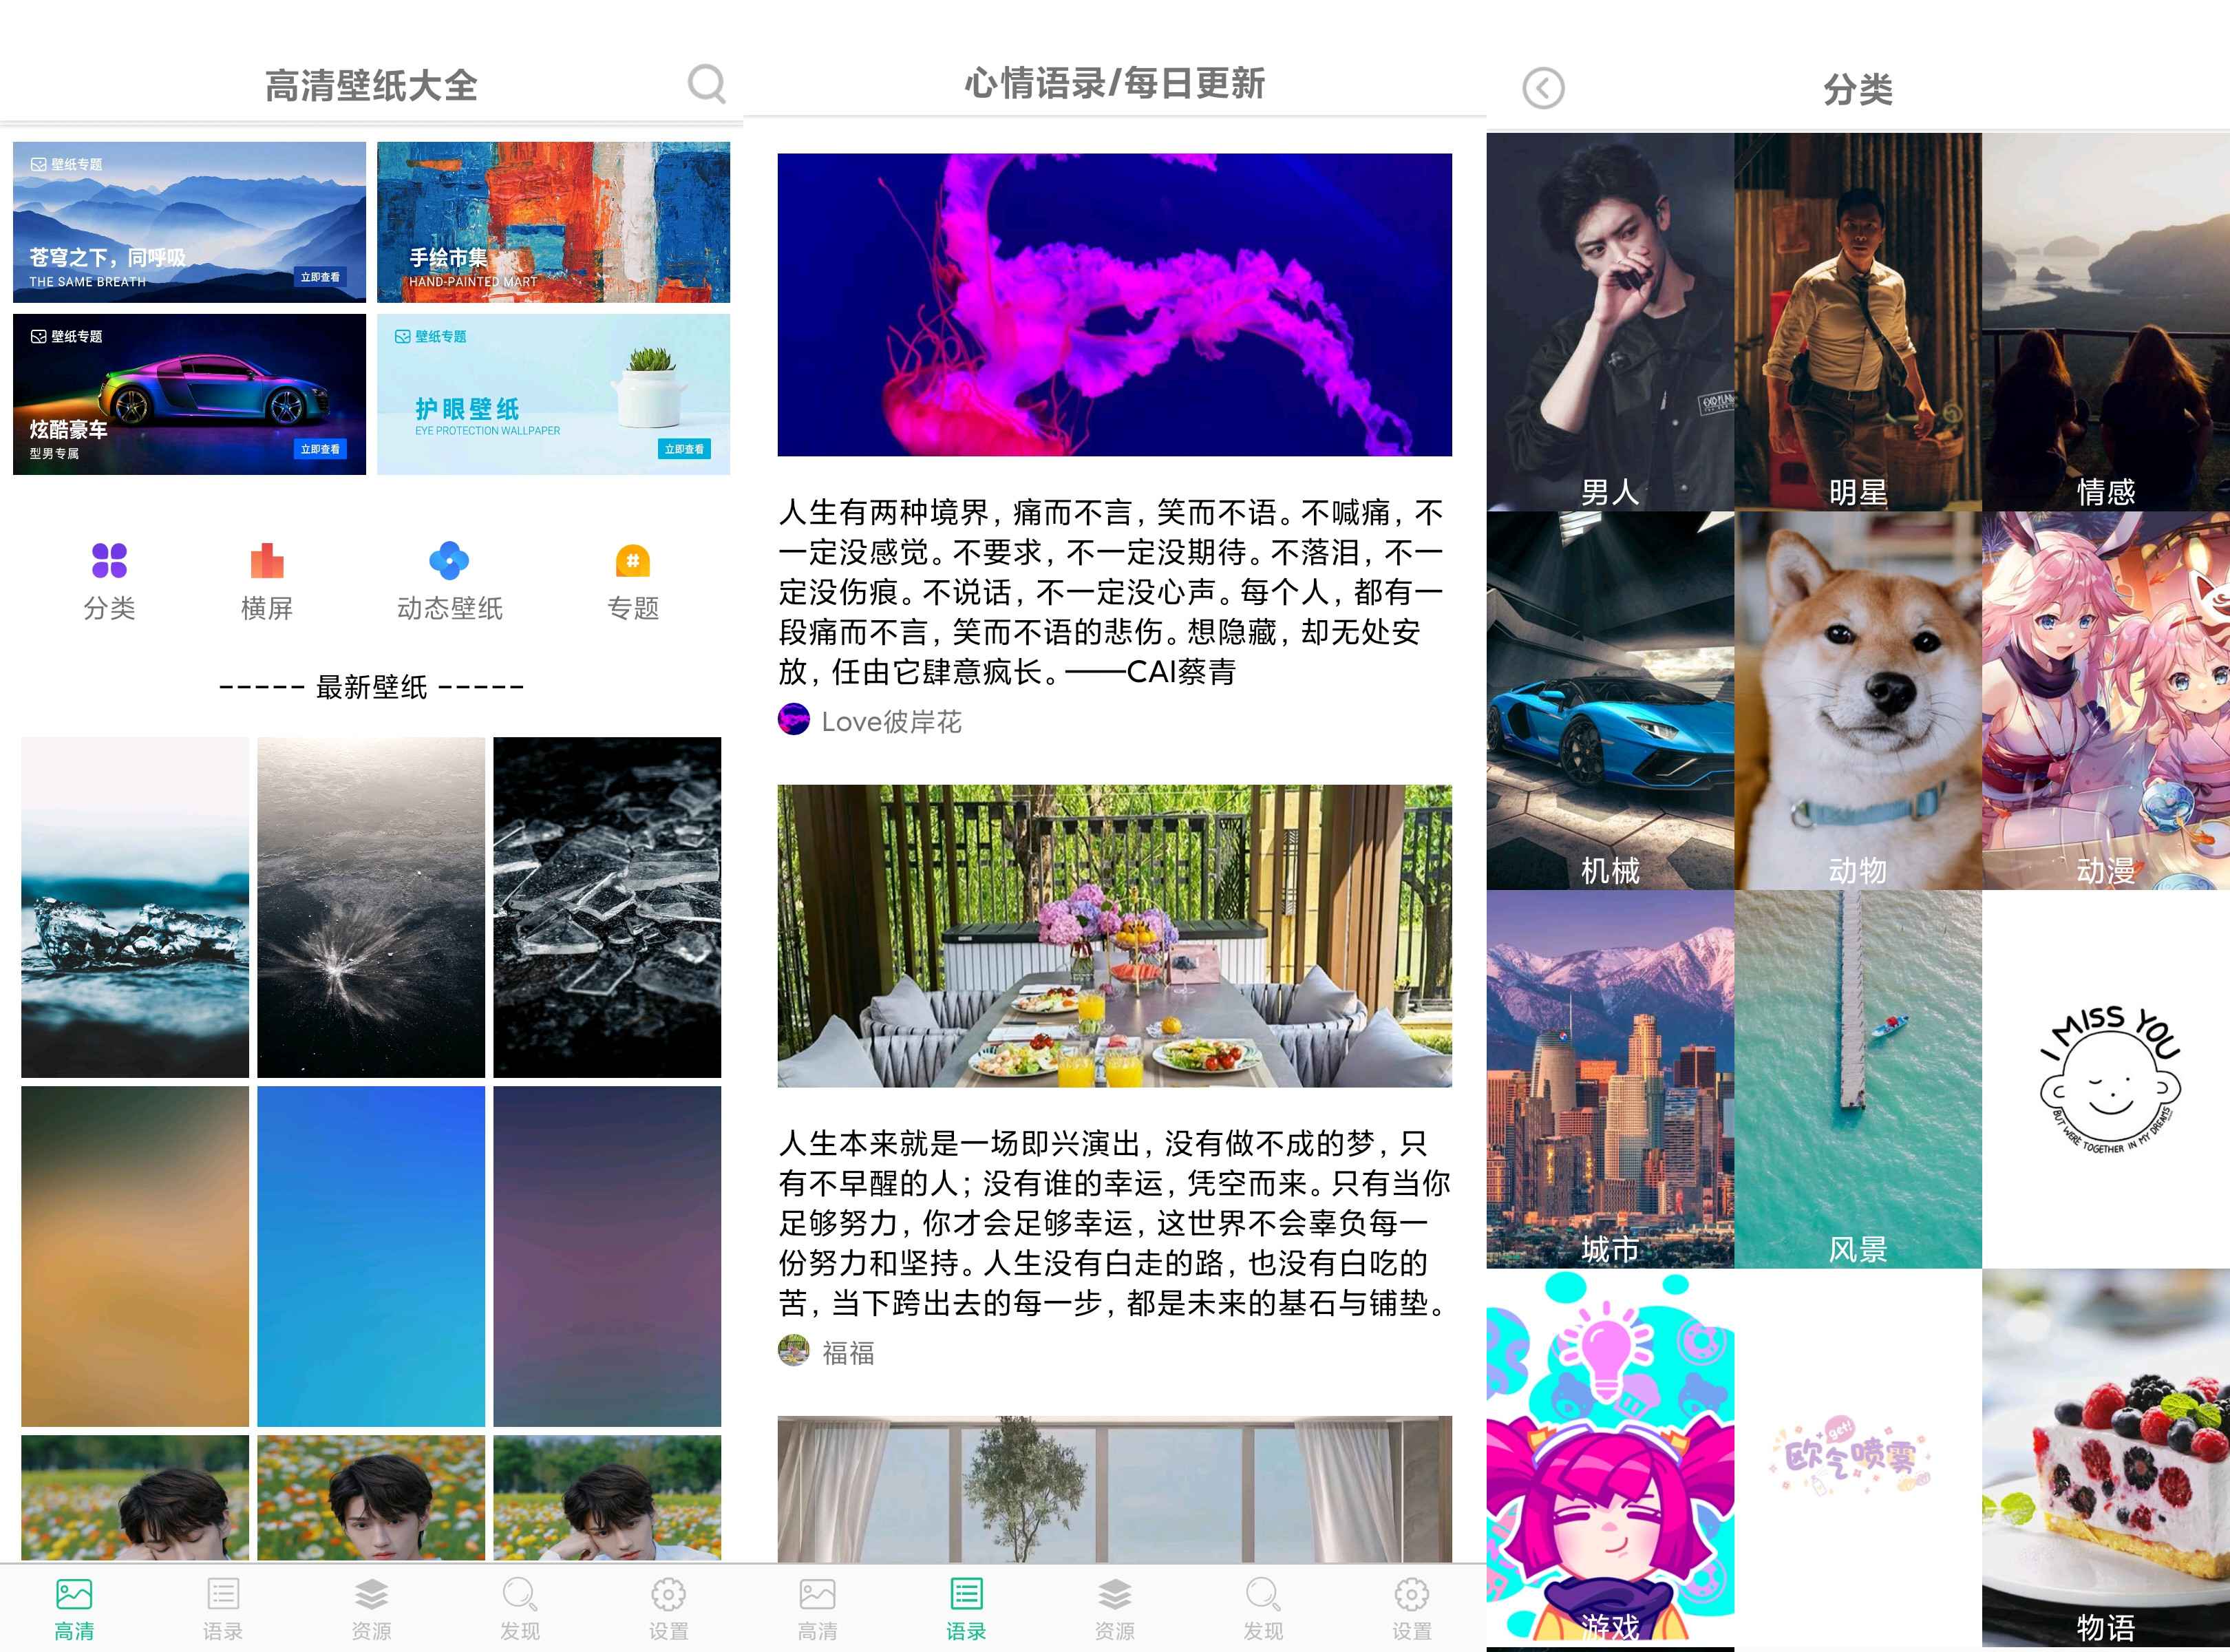 高清壁纸大全
壁纸专题
苍穹之下，同呼吸
THE SAME BREATH
立即查看
手绘市集
HAND-PAINTED MART
壁纸专题
炫酷豪车
型男专属
立即查看
壁纸专题
护眼壁纸
EYE PROTECTION WALLPAPER
立即查看
分类
横屏
动态壁纸
专题
----- 最新壁纸 -----
高清
语录
资源
发现
设置
心情语录/每日更新
人生有两种境界，痛而不言，笑而不语。不喊痛，不
一定没感觉。不要求，不一定没期待。不落泪，不一
定没伤痕。不说话，不一定没心声。每个人，都有一
段痛而不言，笑而不语的悲伤。想隐藏，却无处安
放，任由它肆意疯长。——CAI蔡青
Love彼岸花
人生本来就是一场即兴演出，没有做不成的梦，只
有不早醒的人；没有谁的幸运，凭空而来。只有当你
足够努力，你才会足够幸运，这世界不会辜负每一
份努力和坚持。人生没有白走的路，也没有白吃的
苦，当下跨出去的每一步，都是未来的基石与铺垫。
福福
高清
语录
资源
发现
设置
分类
男人
明星
情感
机械
动物
动漫
城市
风景
I MISS YOU
BUT WE'RE TOGETHER IN MY DREAMS
游戏
get!
欧气喷雾
物语